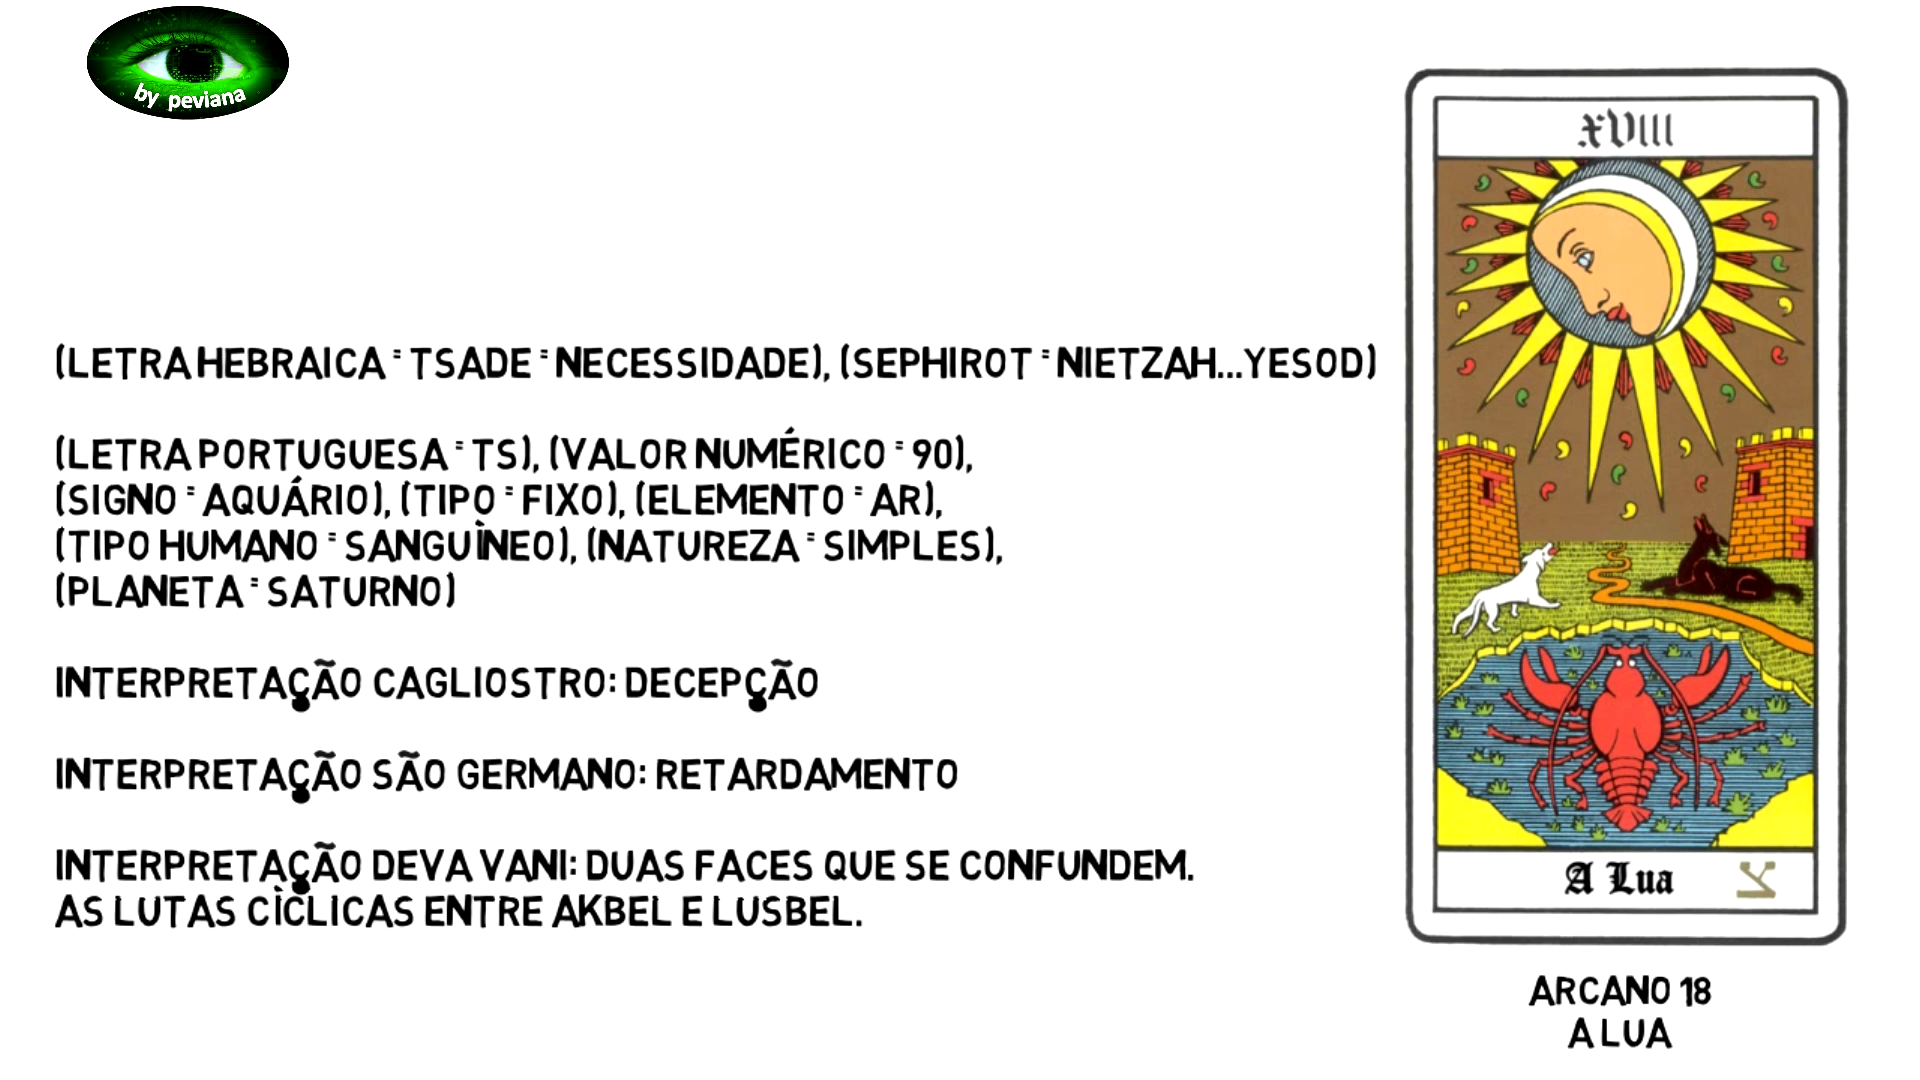 by peviana
(LETRA HEBRAICA = TSADE = NECESSIDADE), (SEPHIROT = NIETZAH...YESOD)
(LETRA PORTUGUESA = TS), (VALOR NUMÉRICO = 90),
(SIGNO = AQUÁRIO), (TIPO = FIXO), (ELEMENTO = AR),
(TIPO HUMANO = SANGUÌNEO), (NATUREZA = SIMPLES),
(PLANETA = SATURNO)
INTERPRETAÇÃO CAGLIOSTRO: DECEPÇÃO
INTERPRETAÇÃO SÃO GERMANO: RETARDAMENTO
INTERPRETAÇÃO DEVA VANI: DUAS FACES QUE SE CONFUNDEM.
AS LUTAS CÌCLICAS ENTRE AKBEL E LUSBEL.
XVIII
A Lua צ
ARCANO 18
A LUA